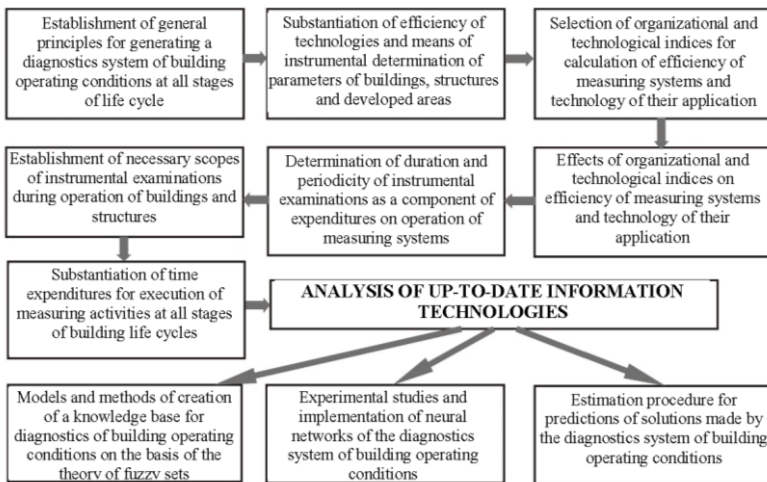 Establishment of general
principles for generating a
diagnostics system of building
operating conditions at all stages
of life cycle
Substantiation of efficiency of
technologies and means of
instrumental determination of
parameters of buildings, structures
and developed areas
Selection of organizational and
technological indices for
calculation of efficiency of
measuring systems and
technology of their application
Effects of organizational and
technological indices on
efficiency of measuring systems
and technology of their
application
Determination of duration and
periodicity of instrumental
examinations as a component of
expenditures on operation of
measuring systems
Establishment of necessary scopes
of instrumental examinations
during operation of buildings and
structures
Substantiation of time
expenditures for execution of
measuring activities at all stages
of building life cycles
ANALYSIS OF UP-TO-DATE INFORMATION
TECHNOLOGIES
Models and methods of creation
of a knowledge base for
diagnostics of building operating
conditions on the basis of the
theory of fuzzy sets
Experimental studies and
implementation of neural
networks of the diagnostics
system of building operating
conditions
Estimation procedure for
predictions of solutions made by
the diagnostics system of building
operating conditions